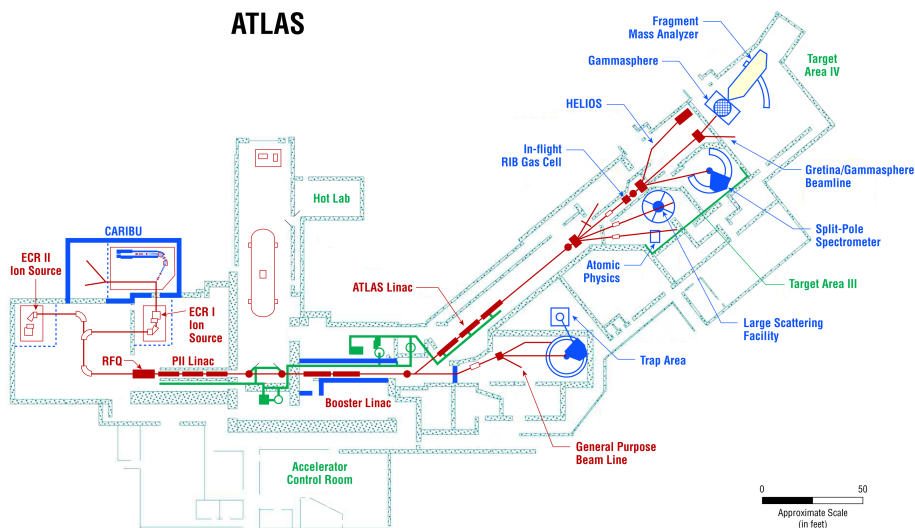 ATLAS
Fragment
Mass Analyzer
Target
Area IV
Gammasphere
HELIOS
In-flight
RIB Gas Cell
Gretina/Gammasphere
Beamline
Hot Lab
CARIBU
Split-Pole
Spectrometer
ECR II
Ion Source
Atomic
Physics
Target Area III
ATLAS Linac
ECR I
Ion
Source
Large Scattering
Facility
RFQ
PII Linac
Trap Area
Booster Linac
General Purpose
Beam Line
Accelerator
Control Room
0
50
Approximate Scale
(in feet)